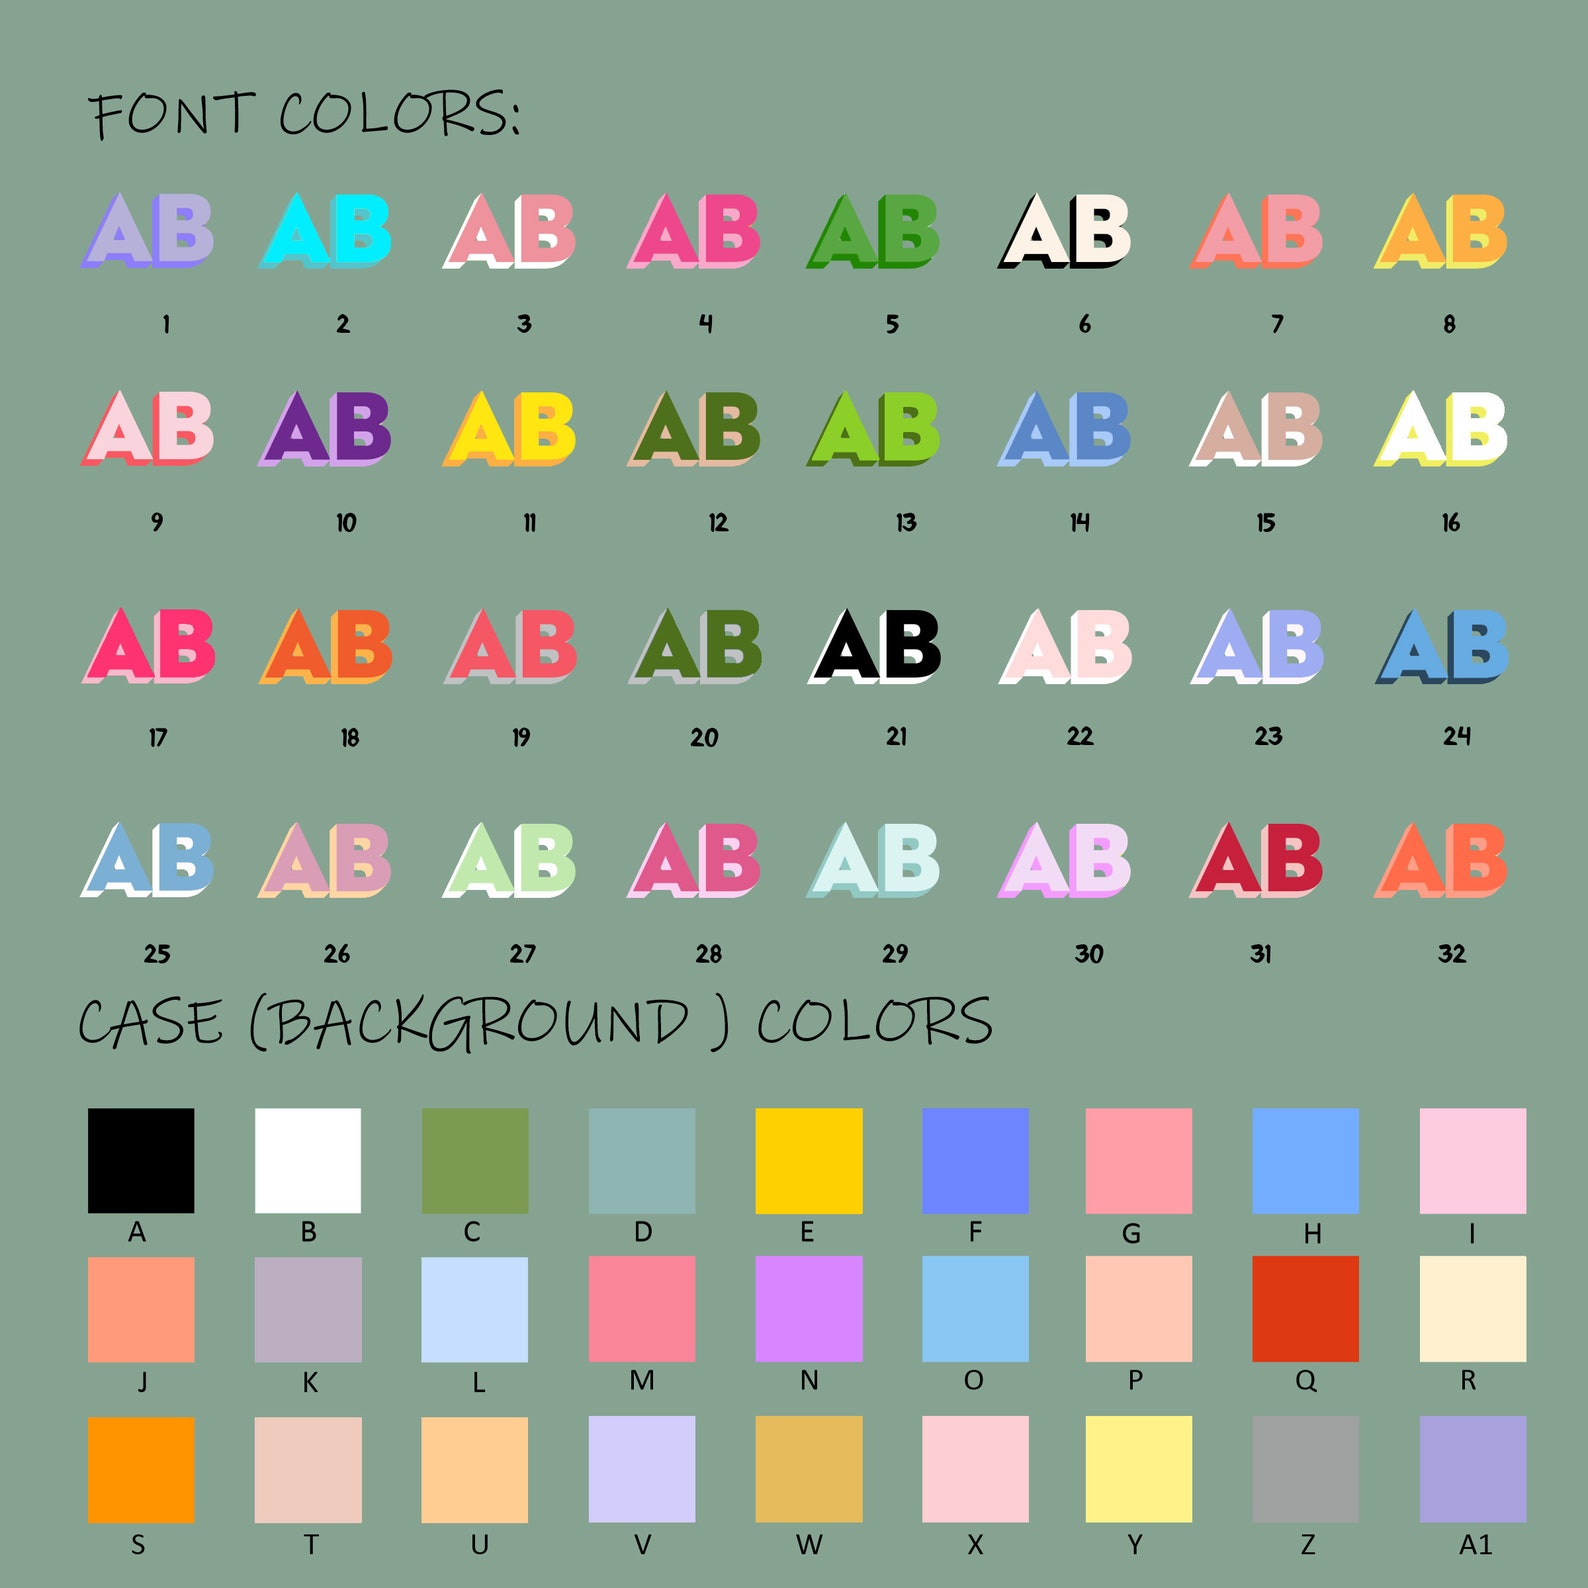 FONT COLORS:
AB AB AB AB AB AB AB AB
1 2 3 4 5 6 7 8
AB AB AB AB AB AB AB AB
9 10 11 12 13 14 15 16
AB AB AB AB AB AB AB AB
17 18 19 20 21 22 23 24
AB AB AB AB AB AB AB AB
25 26 27 28 29 30 31 32
CASE (BACKGROUND ) COLORS
A B C D E F G H I
J K L M N O P Q R
S T U V W X Y Z A1